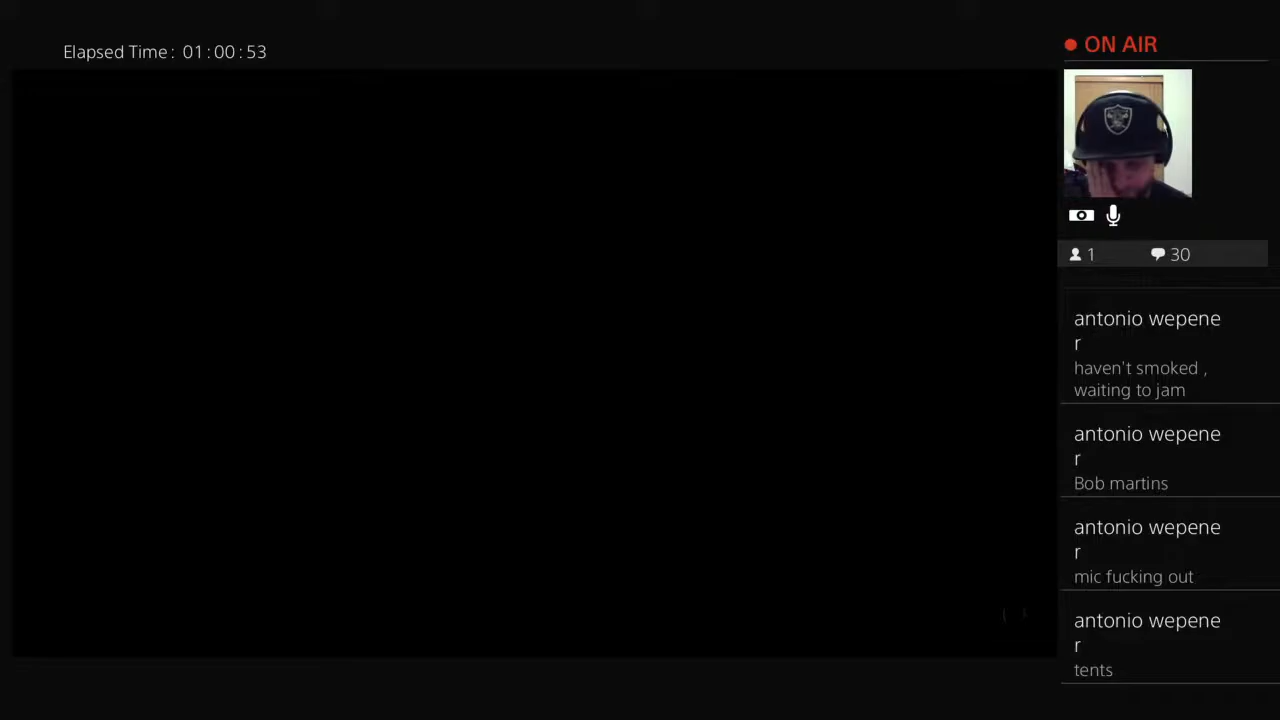 Elapsed Time: 01:00:53
ON AIR
1 30
antonio wepene
r
haven't smoked ,
waiting to jam
antonio wepene
r
Bob martins
antonio wepene
r
mic fucking out
antonio wepene
r
tents